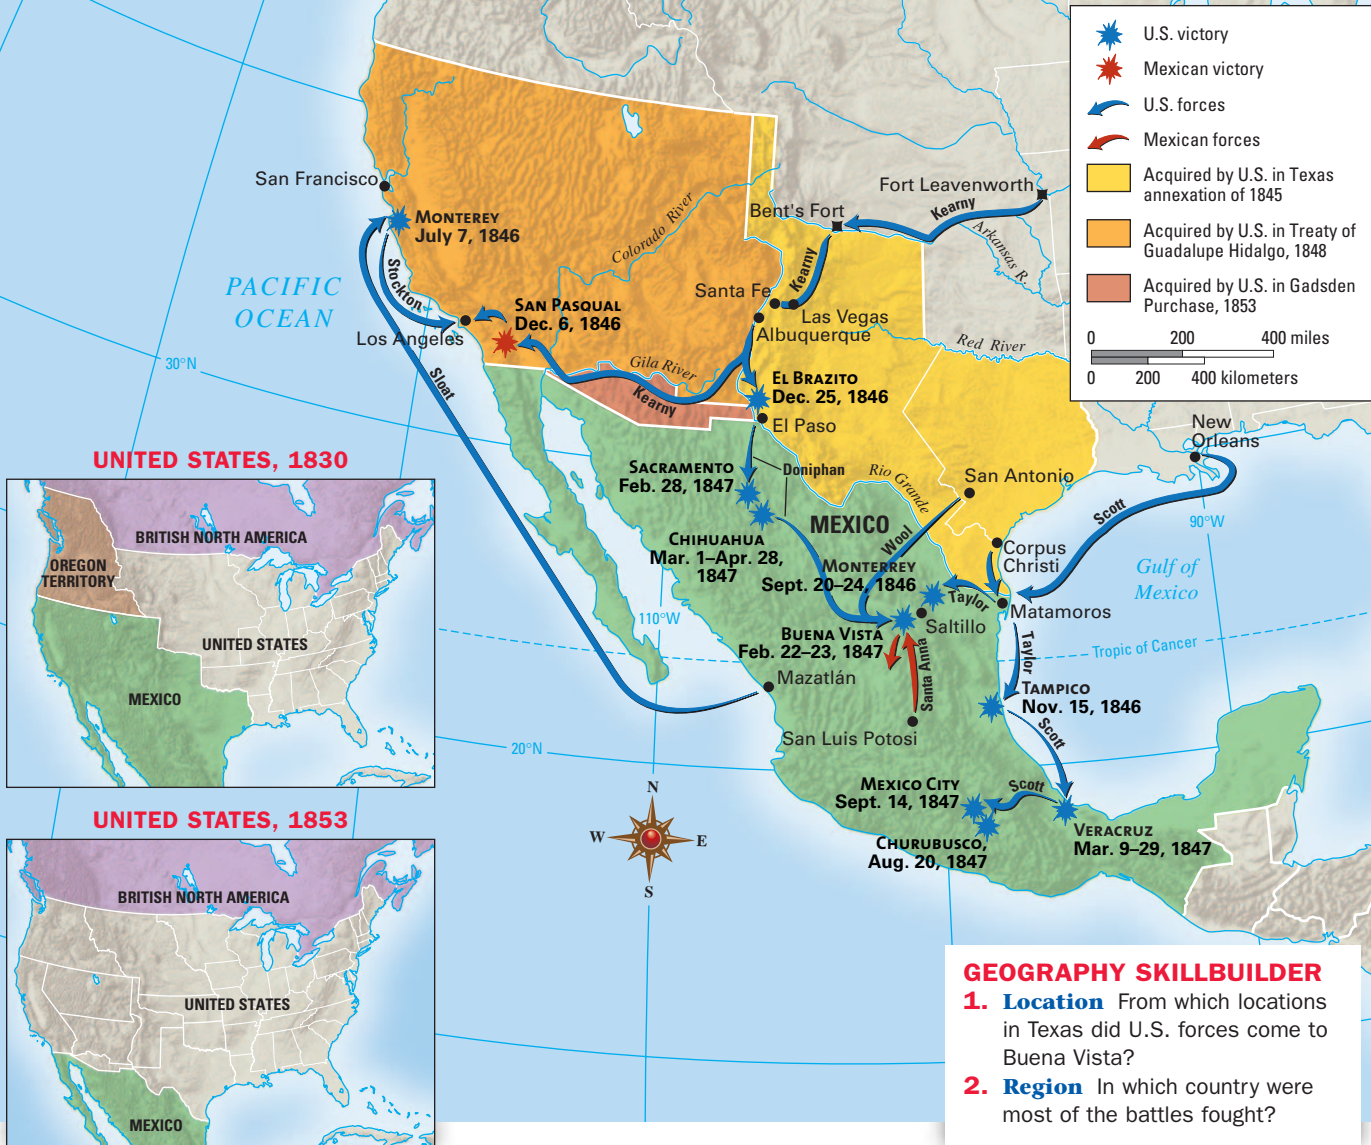 U.S. victory
Mexican victory
U.S. forces
Mexican forces
Acquired by U.S. in Texas
annexation of 1845
Acquired by U.S. in Treaty of
Guadalupe Hidalgo, 1848
Acquired by U.S. in Gadsden
Purchase, 1853
0 200 400 miles
0 200 400 kilometers
San Francisco
MONTEREY
July 7, 1846
Colorado River
Bent's Fort
Fort Leavenworth
Kearny
Arkansas R.
PACIFIC
OCEAN
Stockton
Kearny
Santa Fe
Las Vegas
Albuquerque
SAN PASQUAL
Dec. 6, 1846
Los Angeles
Red River
30°N
Sloat
Gila River
Kearny
EL BRAZITO
Dec. 25, 1846
El Paso
New
Orleans
SACRAMENTO
Feb. 28, 1847
Doniphan
Rio Grande
San Antonio
Scott
90°W
MEXICO
CHIHUAHUA
Mar. 1–Apr. 28,
1847
Wool
MONTERREY
Sept. 20–24, 1846
Corpus
Christi
Gulf of
Mexico
Taylor
Matamoros
110°W
BUENA VISTA
Feb. 22–23, 1847
Saltillo
Santa Anna
Taylor
Tropic of Cancer
Mazatlán
TAMPICO
Nov. 15, 1846
San Luis Potosi
Scott
20°N
MEXICO CITY
Sept. 14, 1847
Scott
CHURUBUSCO,
Aug. 20, 1847
VERACRUZ
Mar. 9–29, 1847
N
W
E
S
UNITED STATES, 1830
BRITISH NORTH AMERICA
OREGON
TERRITORY
UNITED STATES
MEXICO
UNITED STATES, 1853
BRITISH NORTH AMERICA
UNITED STATES
MEXICO
GEOGRAPHY SKILLBUILDER
1. Location From which locations
in Texas did U.S. forces come to
Buena Vista?
2. Region In which country were
most of the battles fought?